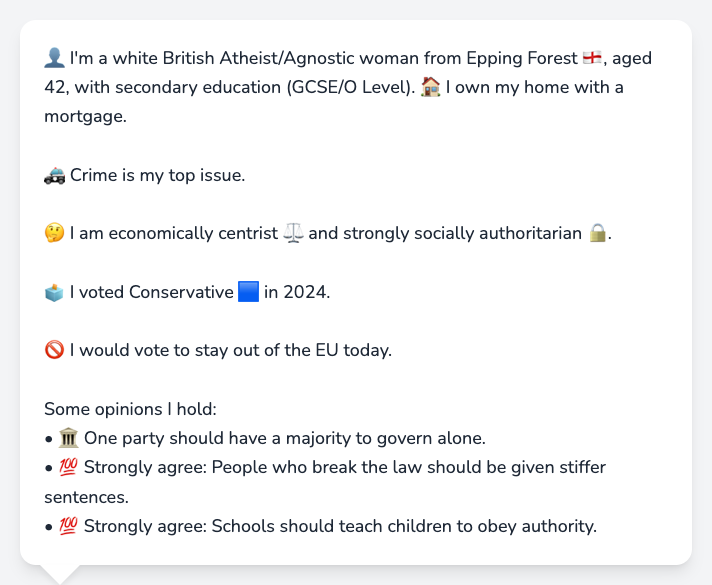 👤 I'm a white British Atheist/Agnostic woman from Epping Forest 🏴󠁧󠁢󠁥󠁮󠁧󠁿, aged
42, with secondary education (GCSE/O Level). 🏠 I own my home with a
mortgage.
🚓 Crime is my top issue.
🤔 I am economically centrist ⚖️ and strongly socially authoritarian 🔒.
🗳️ I voted Conservative 🟦 in 2024.
🚫 I would vote to stay out of the EU today.
Some opinions I hold:
• 🏛️ One party should have a majority to govern alone.
• 💯 Strongly agree: People who break the law should be given stiffer
sentences.
• 💯 Strongly agree: Schools should teach children to obey authority.